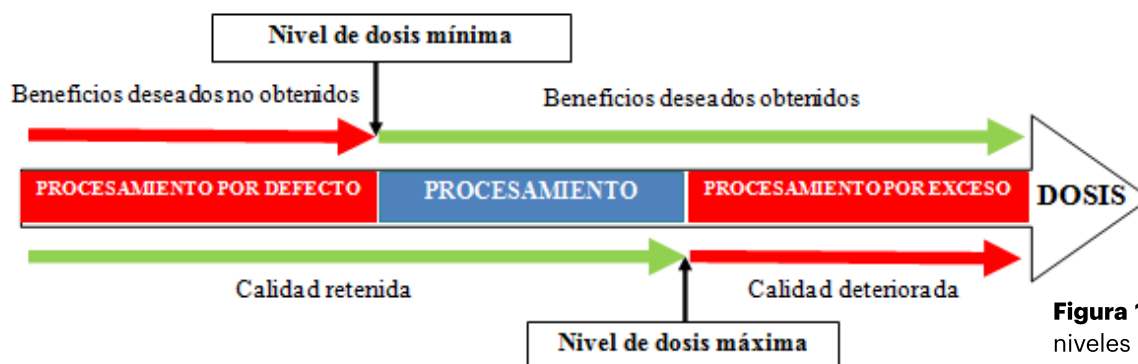 Nivel de dosis mínima
Beneficios deseados no obtenidos
Beneficios deseados obtenidos
PROCESAMIENTO POR DEFECTO
PROCESAMIENTO
PROCESAMIENTO POR EXCESO
DOSIS
Calidad retenida
Calidad deteriorada
Nivel de dosis máxima
Figura 1
niveles